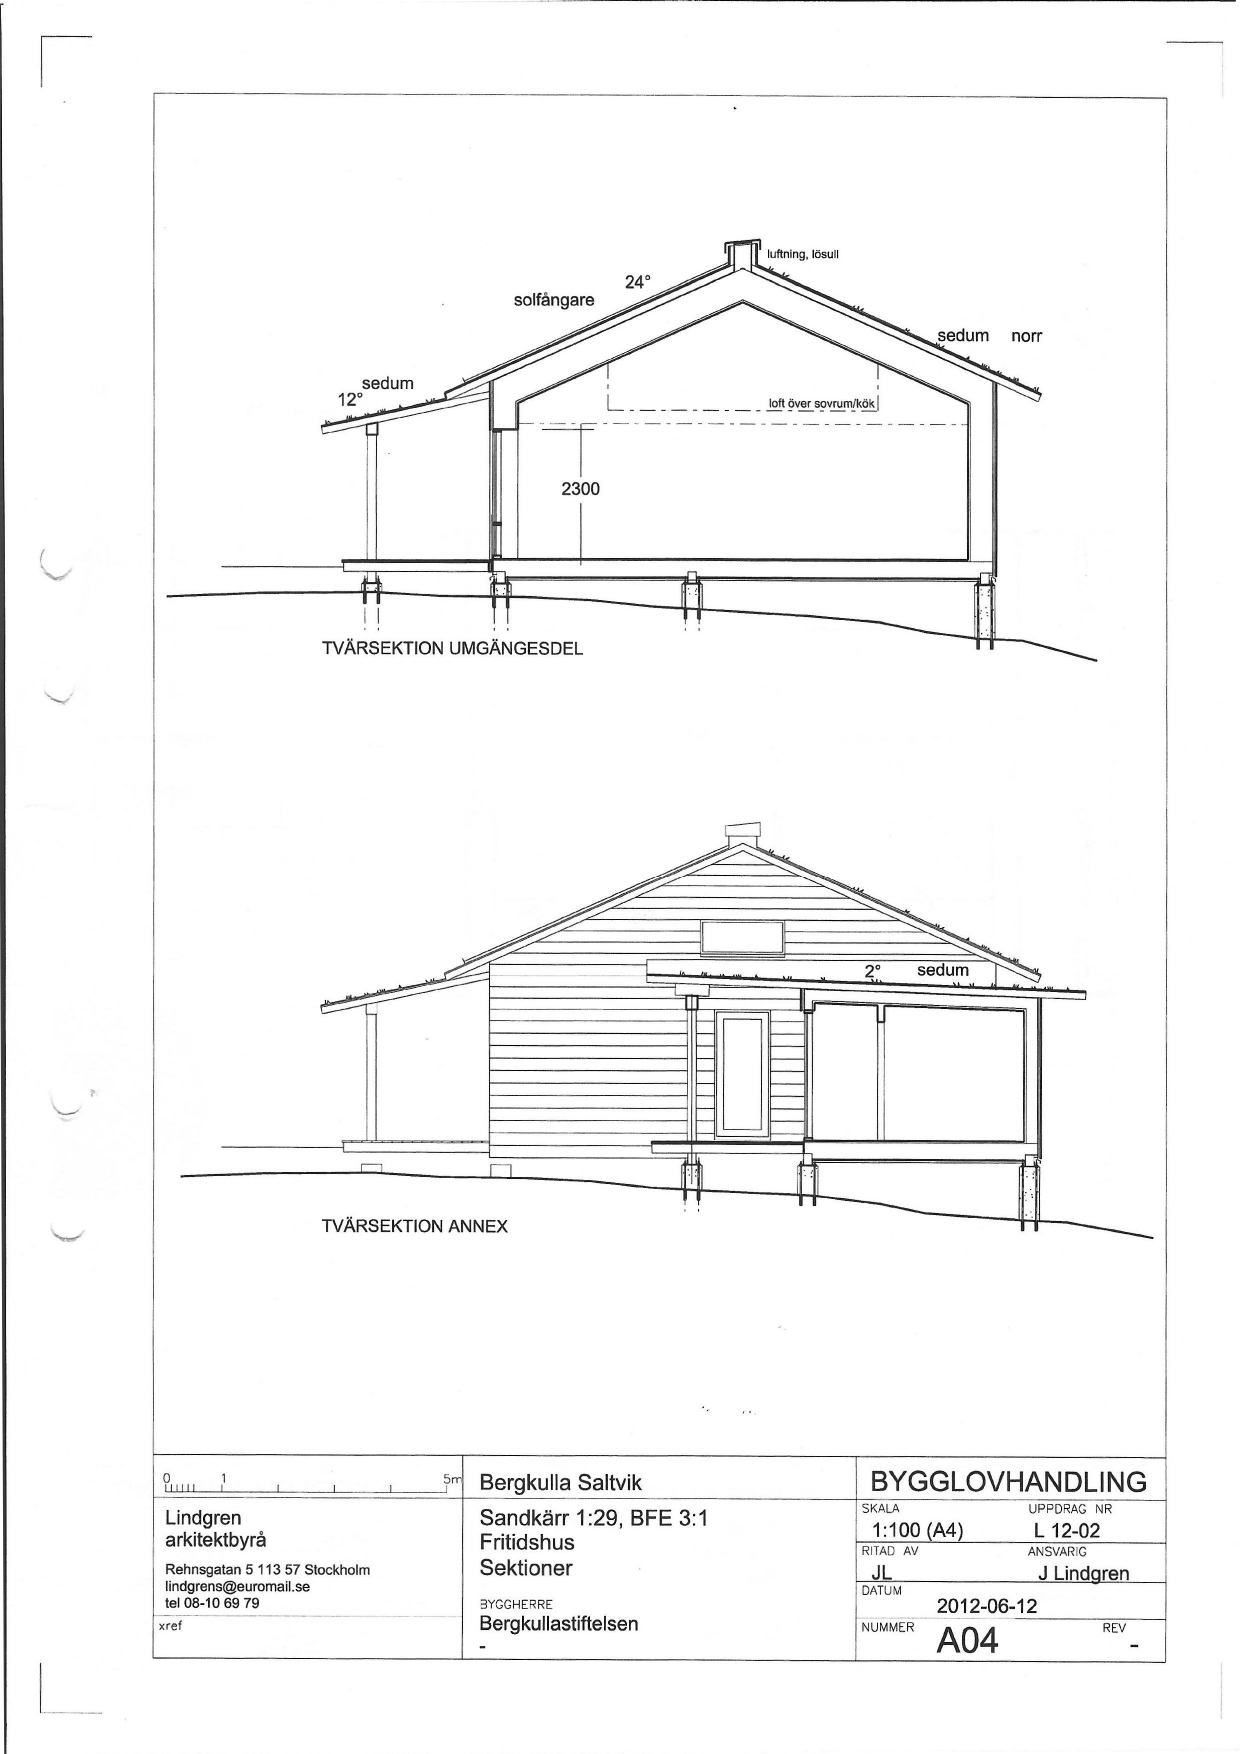 luftning, lösull
24°
solfångare
sedum norr
sedum
12°
loft över sovrum/kök
2300
TVÄRSEKTION UMGÄNGESDEL
2° sedum
TVÄRSEKTION ANNEX
0 1 5m
Lindgren
arkitektbyrå
Rehnsgatan 5 113 57 Stockholm
lindgrens@euromail.se
tel 08-10 69 79
xref
Bergkulla Saltvik
Sandkärr 1:29, BFE 3:1
Fritidshus
Sektioner
BYGGHERRE
Bergkullastiftelsen
-
BYGGLOVHANDLING
SKALA UPPDRAG NR
1:100 (A4) L 12-02
RITAD AV ANSVARIG
JL J Lindgren
DATUM
2012-06-12
NUMMER REV
A04 -